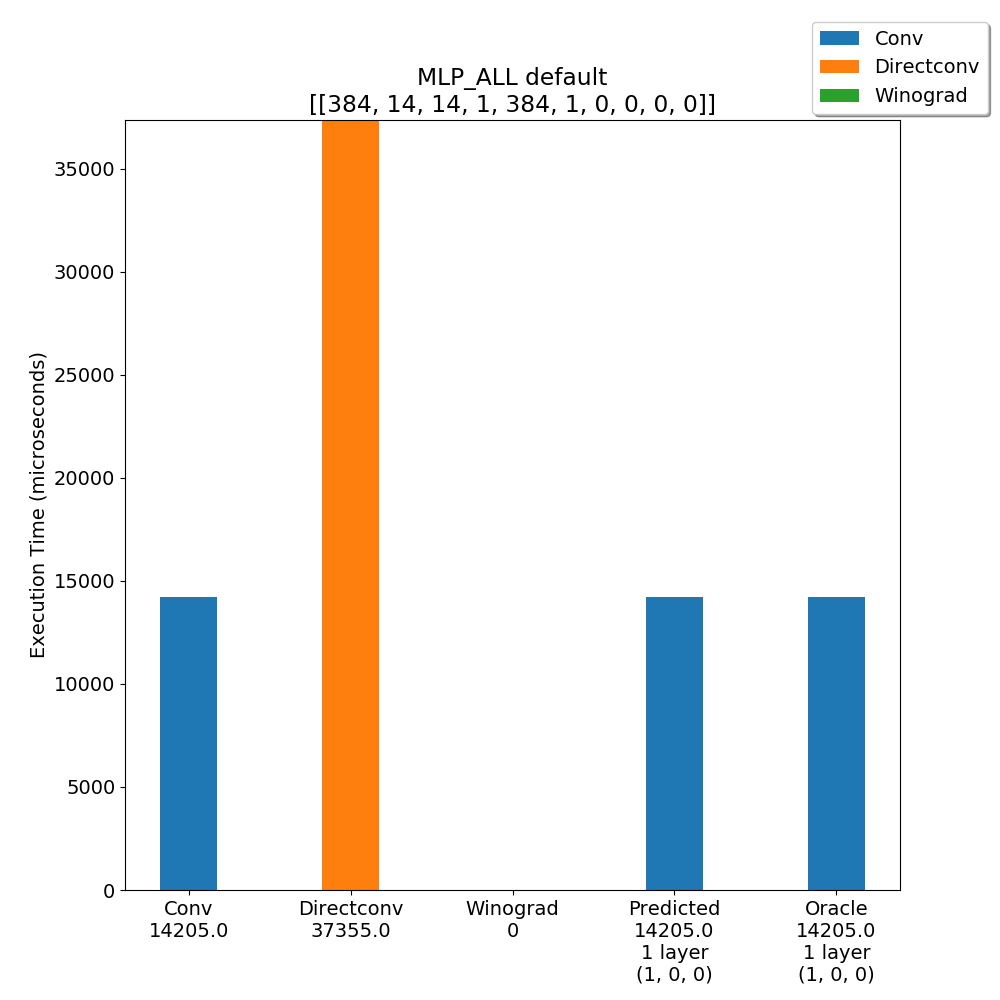 Conv
Directconv
Winograd
MLP_ALL default
[[384, 14, 14, 1, 384, 1, 0, 0, 0, 0]]
Execution Time (microseconds)
35000
30000
25000
20000
15000
10000
5000
0
Conv
14205.0
Directconv
37355.0
Winograd
0
Predicted
14205.0
1 layer
(1, 0, 0)
Oracle
14205.0
1 layer
(1, 0, 0)